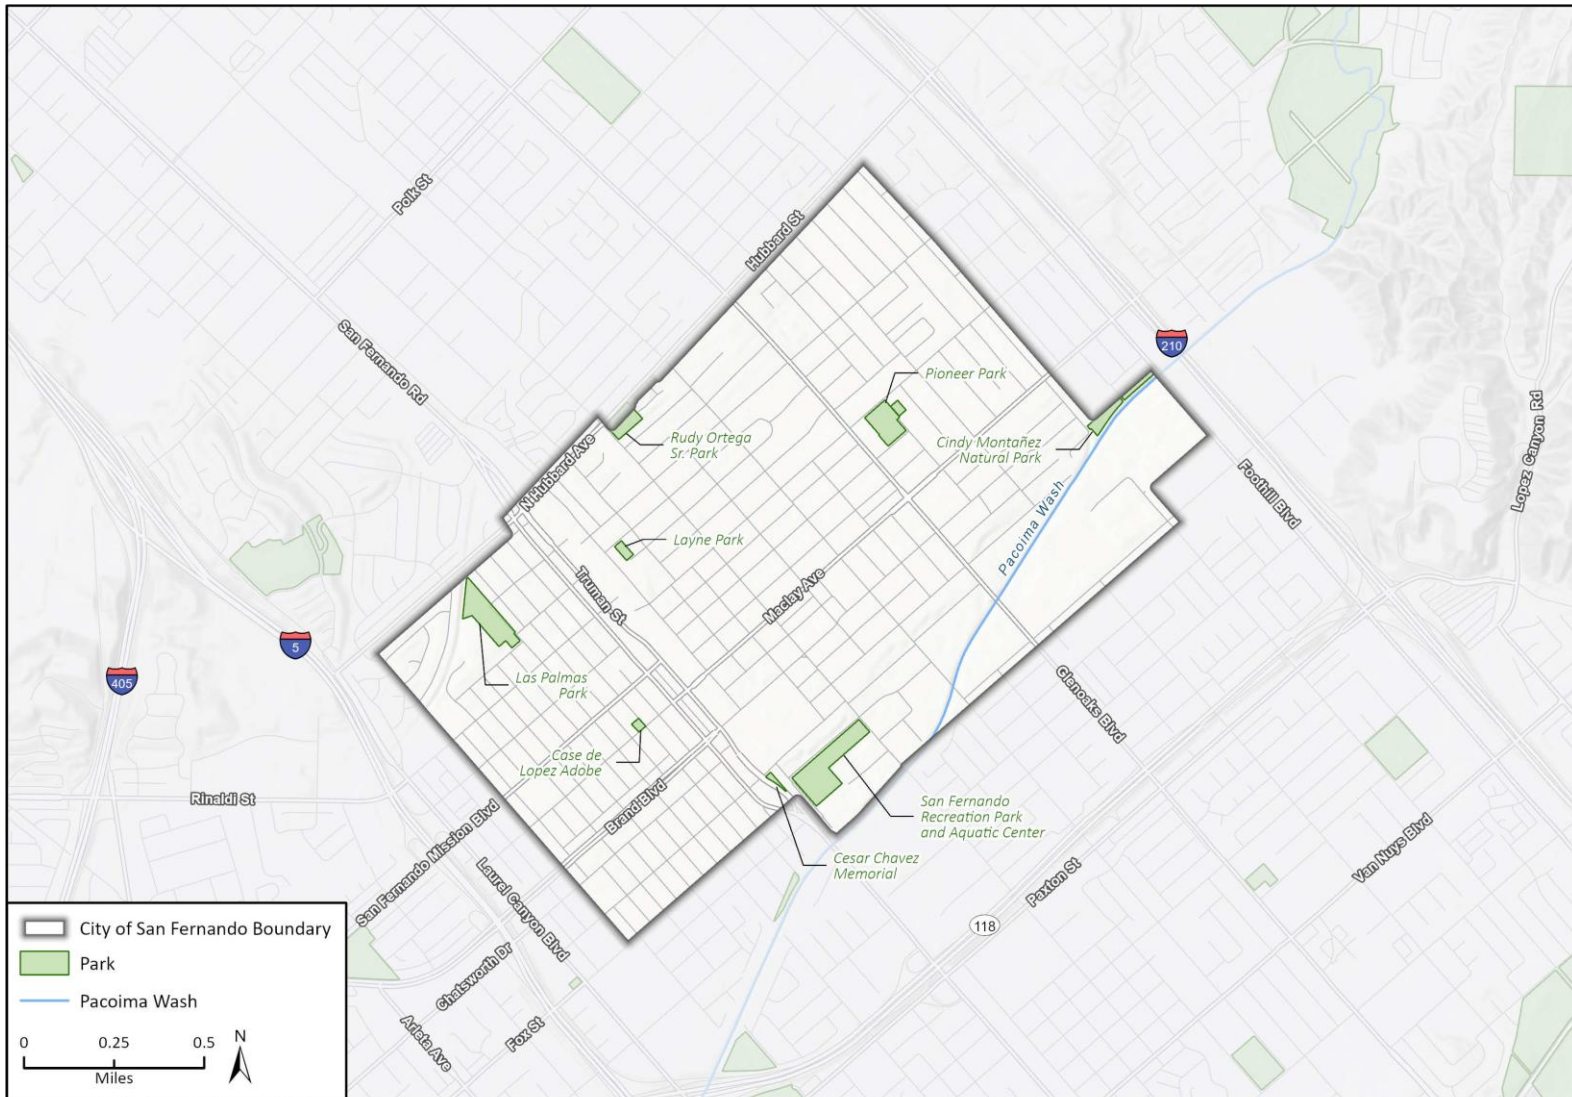 Polk St
Hubbard St
San Fernando Rd
210
Pioneer Park
Rudy Ortega
Sr. Park
N Hubbard Ave
Cindy Montañez
Natural Park
Lopez Canyon Rd
Foothill Blvd
Pacoima Wash
Layne Park
Truman St
Maclay Ave
5
405
Las Palmas
Park
Glenoaks Blvd
Case de
Lopez Adobe
Rinaldi St
Brand Blvd
San Fernando
Recreation Park
and Aquatic Center
Cesar Chavez
Memorial
San Fernando Mission Blvd
Laurel Canyon Blvd
Van Nuys Blvd
Paxton St
118
Chatsworth Dr
Arleta Ave
Fox St
City of San Fernando Boundary
Park
Pacoima Wash
0 0.25 0.5
Miles
N